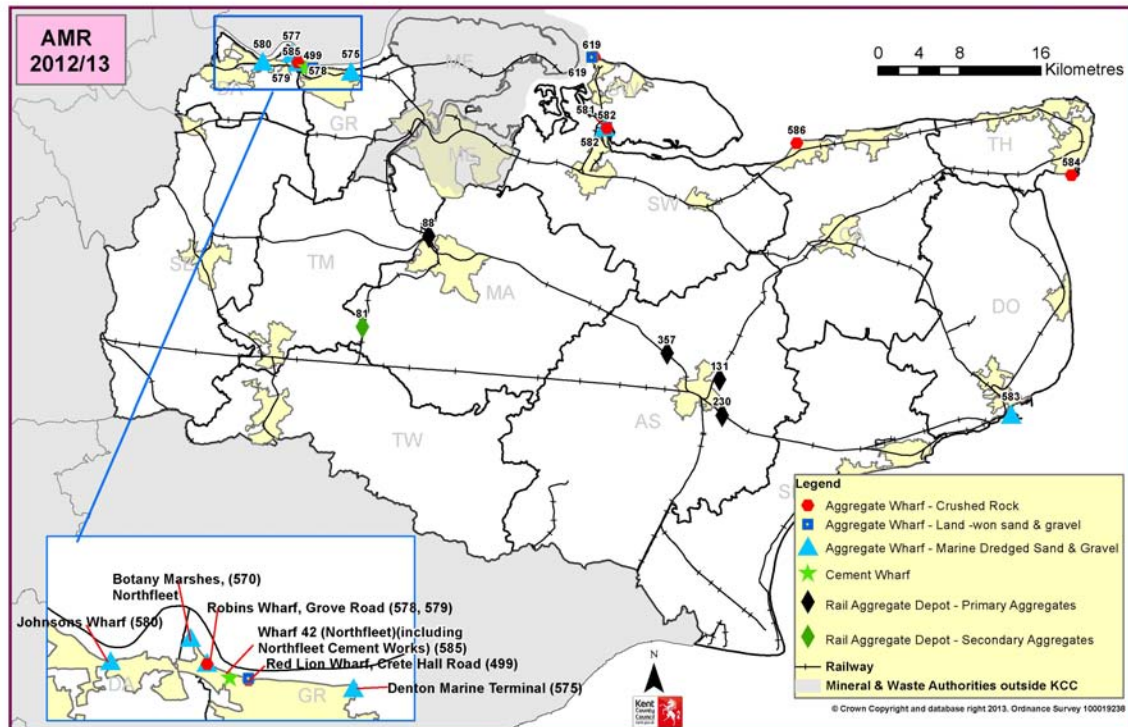 AMR
2012/13
580
577
585
499
575
579
578
619
619
0 4 8 16
Kilometres
DA
GR
ME
ME
581
582
582
586
TH
584
SW
CA
88
SE
TM
MA
DO
81
357
131
230
AS
583
TW
Legend
Aggregate Wharf - Crushed Rock
Aggregate Wharf - Land -won sand & gravel
Aggregate Wharf - Marine Dredged Sand & Gravel
Cement Wharf
Rail Aggregate Depot - Primary Aggregates
Rail Aggregate Depot - Secondary Aggregates
Railway
Mineral & Waste Authorities outside KCC
Botany Marshes, (570)
Northfleet
Johnsons Wharf (580)
Robins Wharf, Grove Road (578, 579)
Wharf 42 (Northfleet)(including
Northfleet Cement Works) (585)
Red Lion Wharf, Crete Hall Road (499)
DA
GR
Denton Marine Terminal (575)
N
Kent
County
Council
© Crown Copyright and database right 2013. Ordnance Survey 100019238